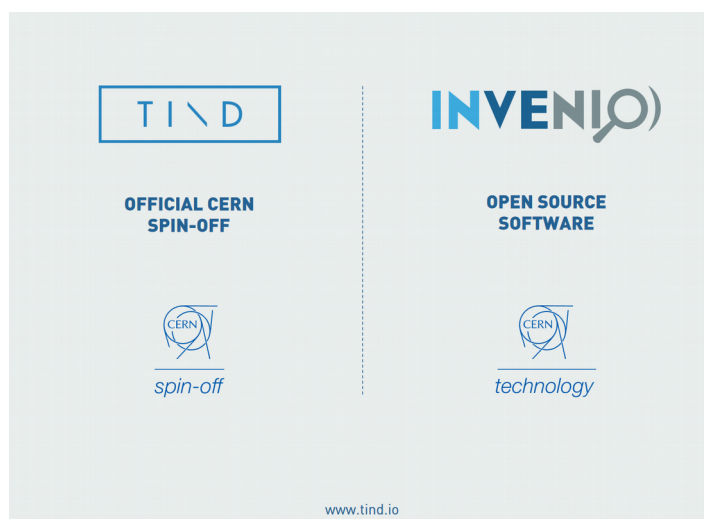 TIND
OFFICIAL CERN
SPIN-OFF
CERN
spin-off
INVENIO
OPEN SOURCE
SOFTWARE
CERN
technology
www.tind.io